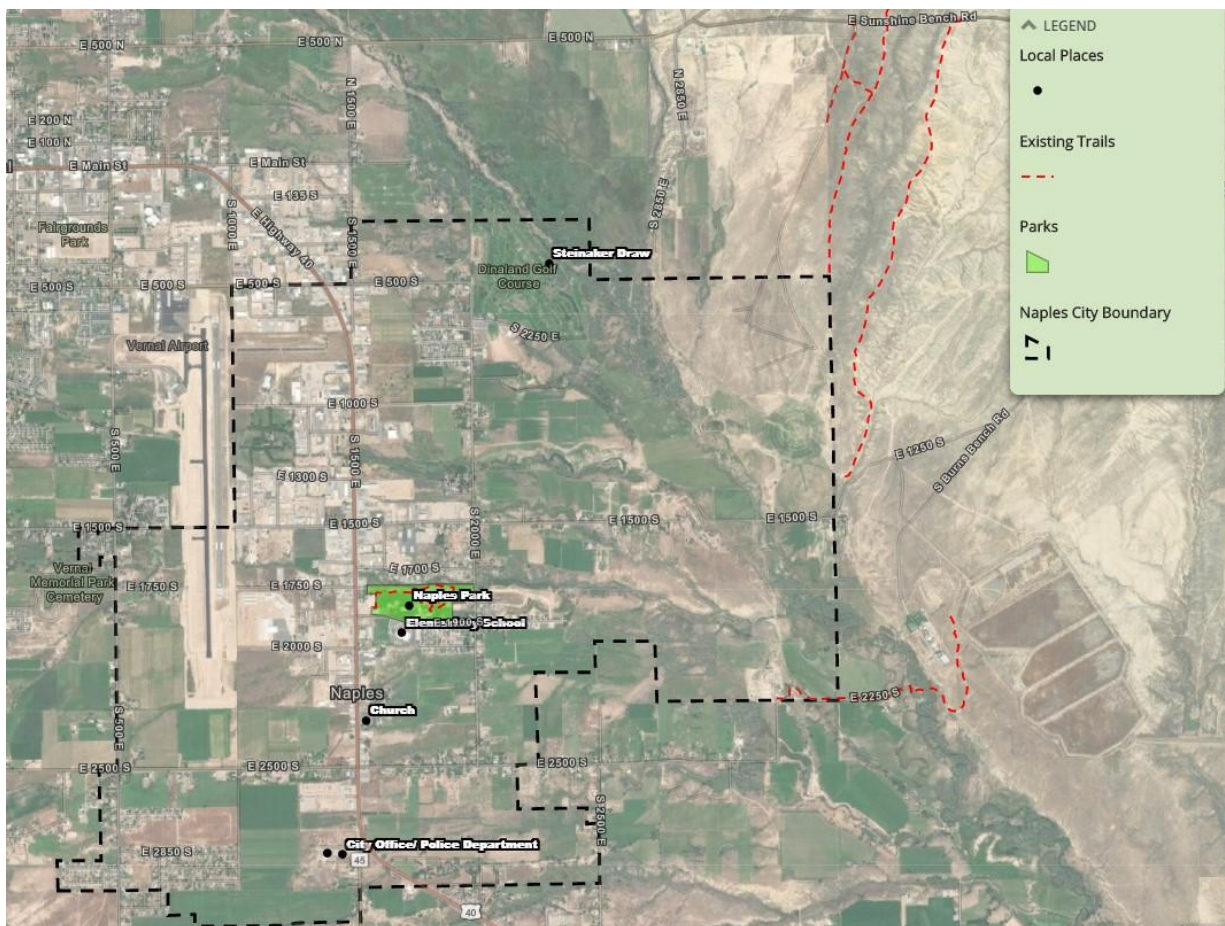 E Sunshine Bench Rd
E 500 N
E 500 N
E 500 N
N 1500 E
N 2850 E
E 200 N
E 100 N
E Main St
E Main St
E 135 S
S 1000 E
E Highway 40
Fairgrounds
Park
S 1500 E
S 2850 E
Steinaker Draw
Dinaland Golf
Course
E 500 S
E 500 S
E 500 S
E 500 S
S 2250 E
Vernal Airport
E 1000 S
S 500 E
S 1500 E
E 1250 S
S Burns Bench Rd
E 1300 S
E 1500 S
E 1500 S
E 1500 S
E 1500 S
S 2000 E
Vernal
Memorial Park
Cemetery
E 1700 S
E 1750 S
E 1750 S
Naples Park
Elementary School
E 1900 S
E 2000 S
Naples
E 2250 S
Church
S 500 E
E 2500 S
E 2500 S
E 2500 S
S 2500 E
City Office/ Police Department
E 2850 S
45
40
LEGEND
Local Places
Existing Trails
Parks
Naples City Boundary